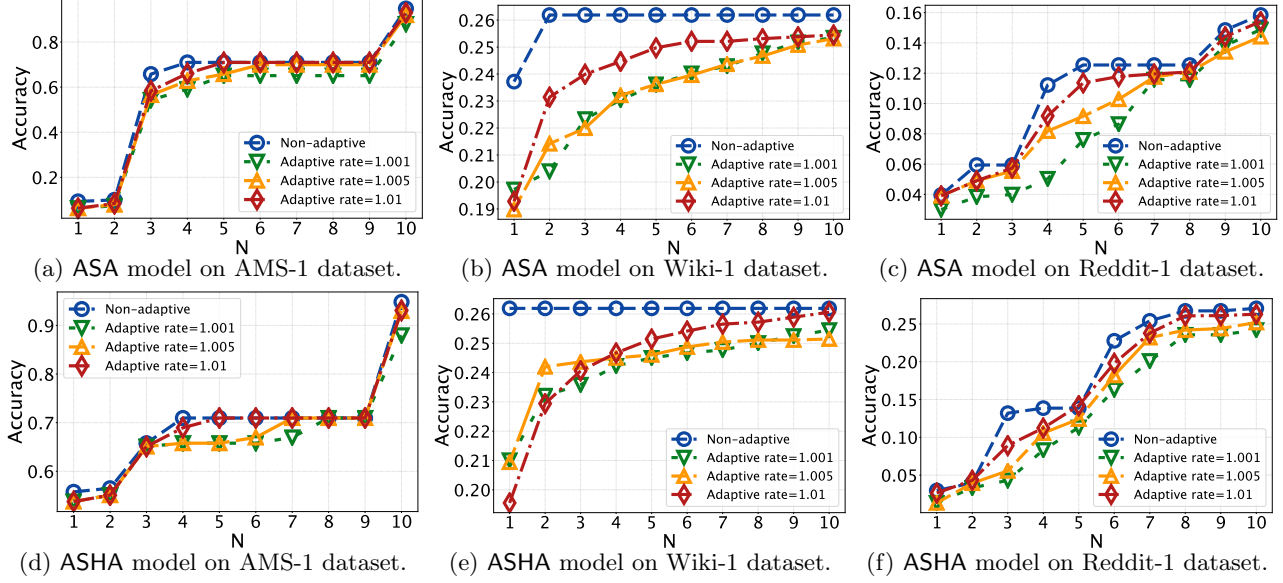 Accuracy
0.8
0.6
0.4
0.2
Non-adaptive
Adaptive rate=1.001
Adaptive rate=1.005
Adaptive rate=1.01
1 2 3 4 5 6 7 8 9 10
N
(a) ASA model on AMS-1 dataset.
Accuracy
0.26
0.25
0.24
0.23
0.22
0.21
0.20
0.19
Non-adaptive
Adaptive rate=1.001
Adaptive rate=1.005
Adaptive rate=1.01
1 2 3 4 5 6 7 8 9 10
N
(b) ASA model on Wiki-1 dataset.
Accuracy
0.16
0.14
0.12
0.10
0.08
0.06
0.04
Non-adaptive
Adaptive rate=1.001
Adaptive rate=1.005
Adaptive rate=1.01
1 2 3 4 5 6 7 8 9 10
N
(c) ASA model on Reddit-1 dataset.
Accuracy
0.9
0.8
0.7
0.6
Non-adaptive
Adaptive rate=1.001
Adaptive rate=1.005
Adaptive rate=1.01
1 2 3 4 5 6 7 8 9 10
N
(d) ASHA model on AMS-1 dataset.
Accuracy
0.26
0.25
0.24
0.23
0.22
0.21
0.20
Non-adaptive
Adaptive rate=1.001
Adaptive rate=1.005
Adaptive rate=1.01
1 2 3 4 5 6 7 8 9 10
N
(e) ASHA model on Wiki-1 dataset.
Accuracy
0.25
0.20
0.15
0.10
0.05
Non-adaptive
Adaptive rate=1.001
Adaptive rate=1.005
Adaptive rate=1.01
1 2 3 4 5 6 7 8 9 10
N
(f) ASHA model on Reddit-1 dataset.